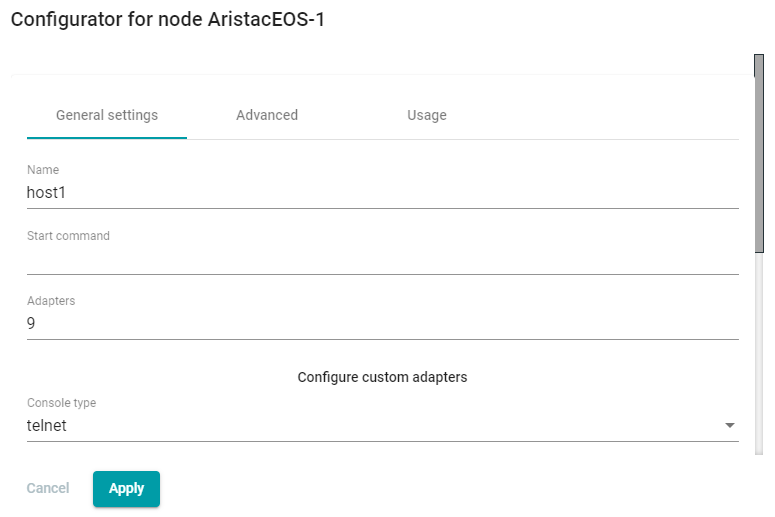 Configurator for node AristacEOS-1
General settings Advanced Usage
Name
host1
Start command
Adapters
9
Configure custom adapters
Console type
telnet
Cancel Apply